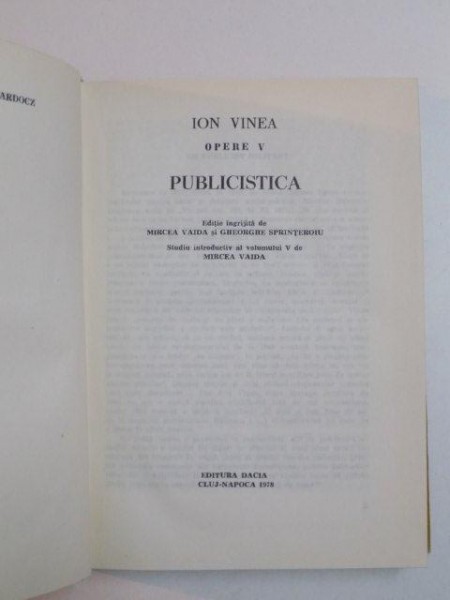 ARDOCZ
ION VINEA
OPERE V
PUBLICISTICA
Ediție îngrijită de
MIRCEA VAIDA și GHEORGHE SPRINȚEROIU
Studiu introductiv al volumului V de
MIRCEA VAIDA
EDITURA DACIA
CLUJ-NAPOCA 1978